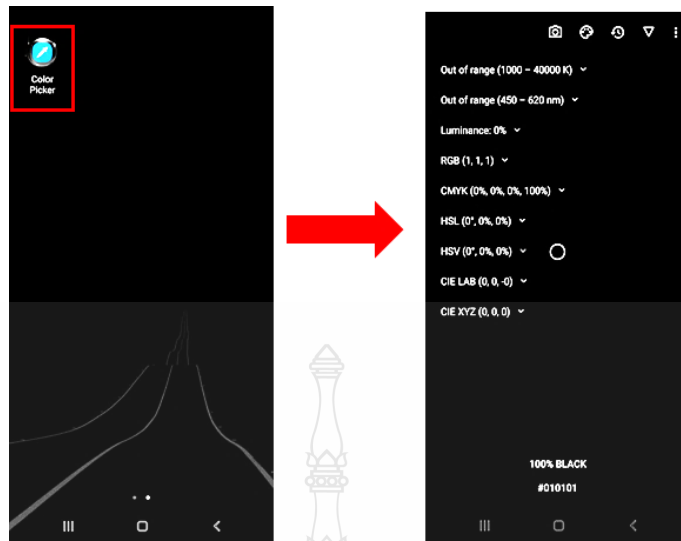 Color
Picker
Out of range (1000 – 40000 K)
Out of range (450 – 620 nm)
Luminance: 0%
RGB (1, 1, 1)
CMYK (0%, 0%, 0%, 100%)
HSL (0°, 0%, 0%)
HSV (0°, 0%, 0%)
CIE LAB (0, 0, -0)
CIE XYZ (0, 0, 0)
100% BLACK
#010101